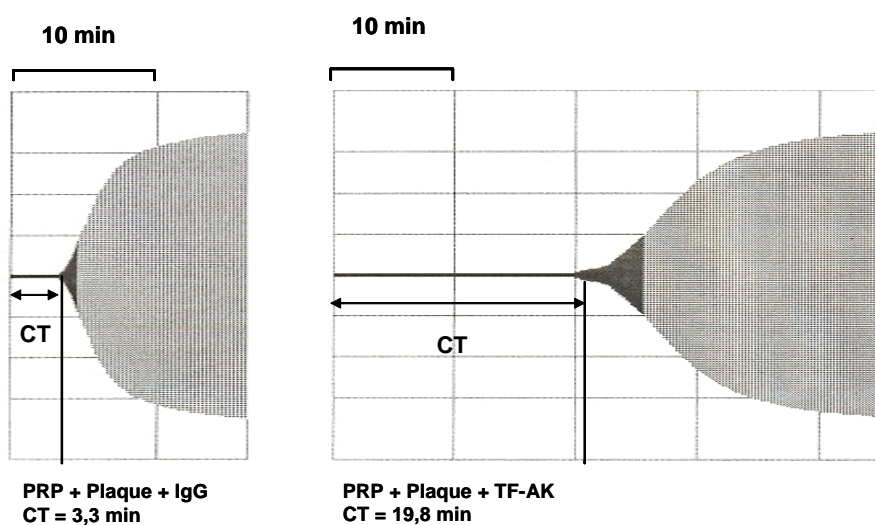 10 min
10 min
CT
CT
PRP + Plaque + IgG
CT = 3,3 min
PRP + Plaque + TF-AK
CT = 19,8 min